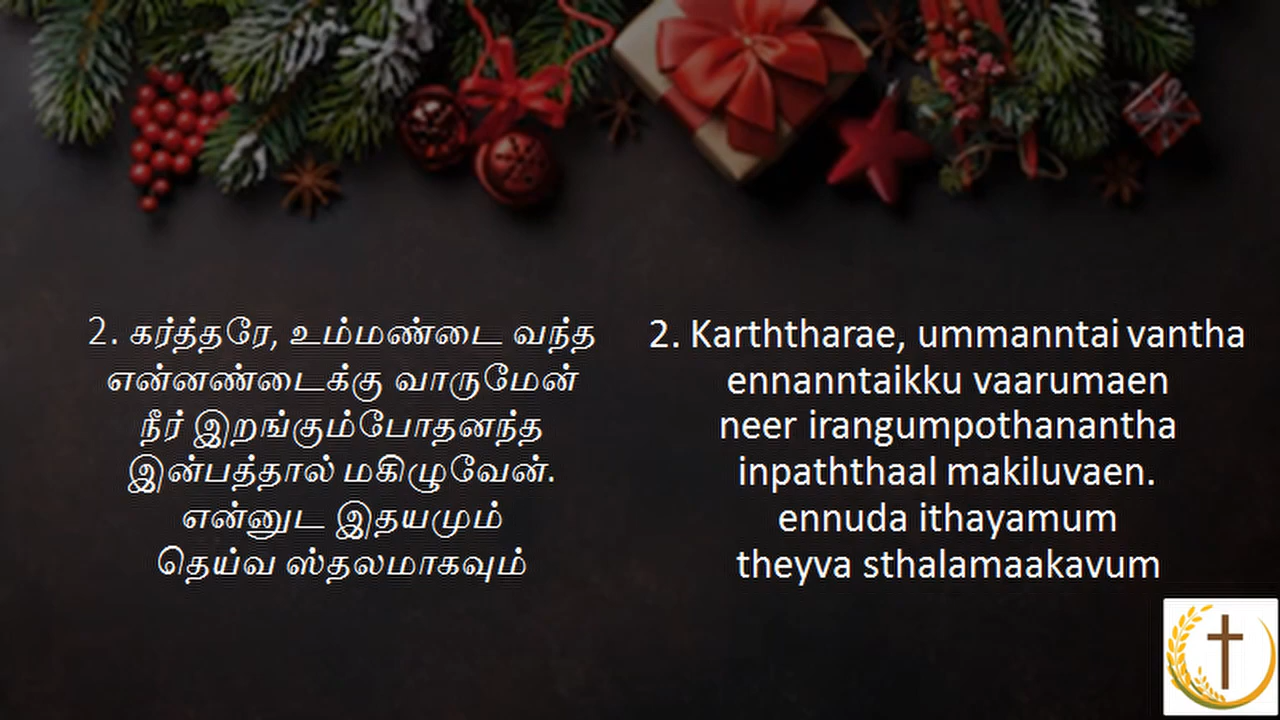 2. கர்த்தரே, உம்மண்டை வந்த
என்னண்டைக்கு வாருமேன்
நீர் இறங்கும்போதனந்த
இன்பத்தால் மகிழுவேன்.
என்னுட இதயமும்
தெய்வ ஸ்தலமாகவும்
2. Karththarae, ummanntai vantha
ennanntaikku vaarumaen
neer irangumpothanantha
inpaththaal makiluvaen.
ennuda ithayamum
theyva sthalamaakavum